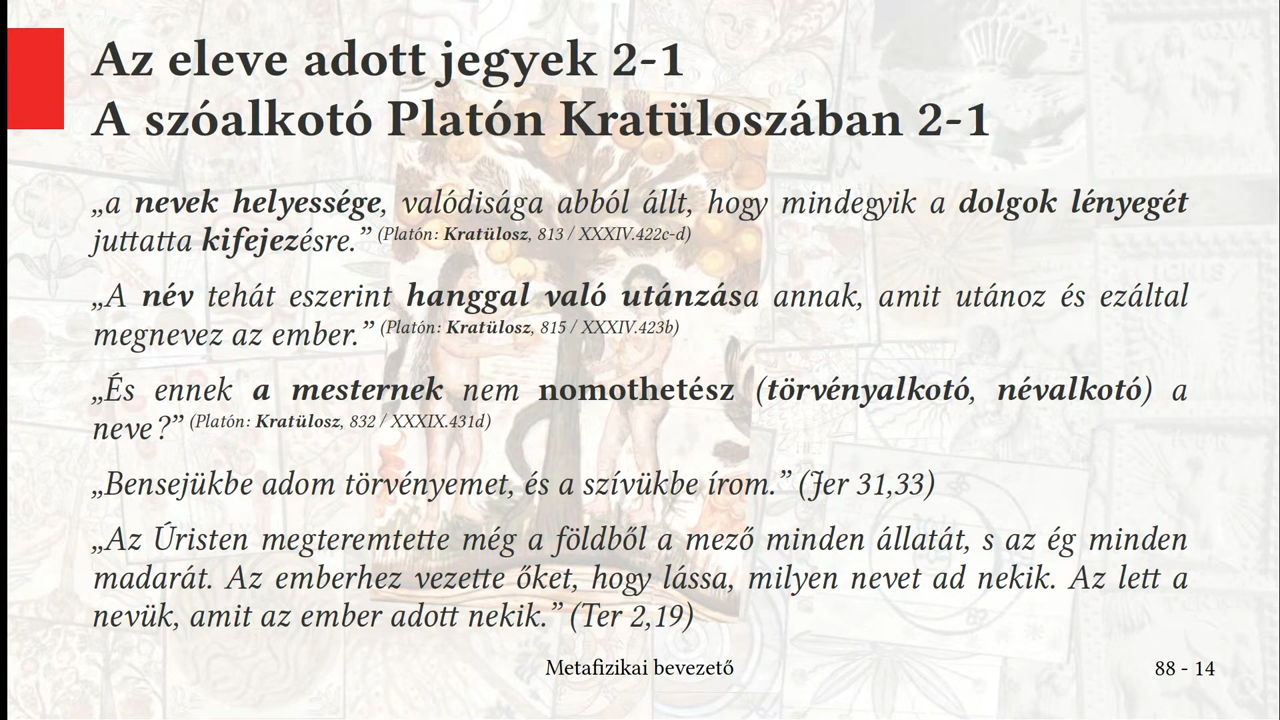 Az eleve adott jegyek 2-1
A szóalkotó Platón Kratüloszában 2-1
„a nevek helyessége, valódisága abból állt, hogy mindegyik a dolgok lényegét
juttatta kifejezésre.” (Platón: Kratülosz, 813 / XXXIV.422c-d)
„A név tehát eszerint hanggal való utánzása annak, amit utánoz és ezáltal
megnevez az ember.” (Platón: Kratülosz, 815 / XXXIV.423b)
„És ennek a mesternek nem nomothetész (törvényalkotó, névalkotó) a
neve?” (Platón: Kratülosz, 832 / XXXIX.431d)
„Bensejükbe adom törvényemet, és a szívükbe írom.” (Jer 31,33)
„Az Úristen megteremtette még a földből a mező minden állatát, s az ég minden
madarát. Az emberhez vezette őket, hogy lássa, milyen nevet ad nekik. Az lett a
nevük, amit az ember adott nekik.” (Ter 2,19)
Metafizikai bevezető
88 - 14